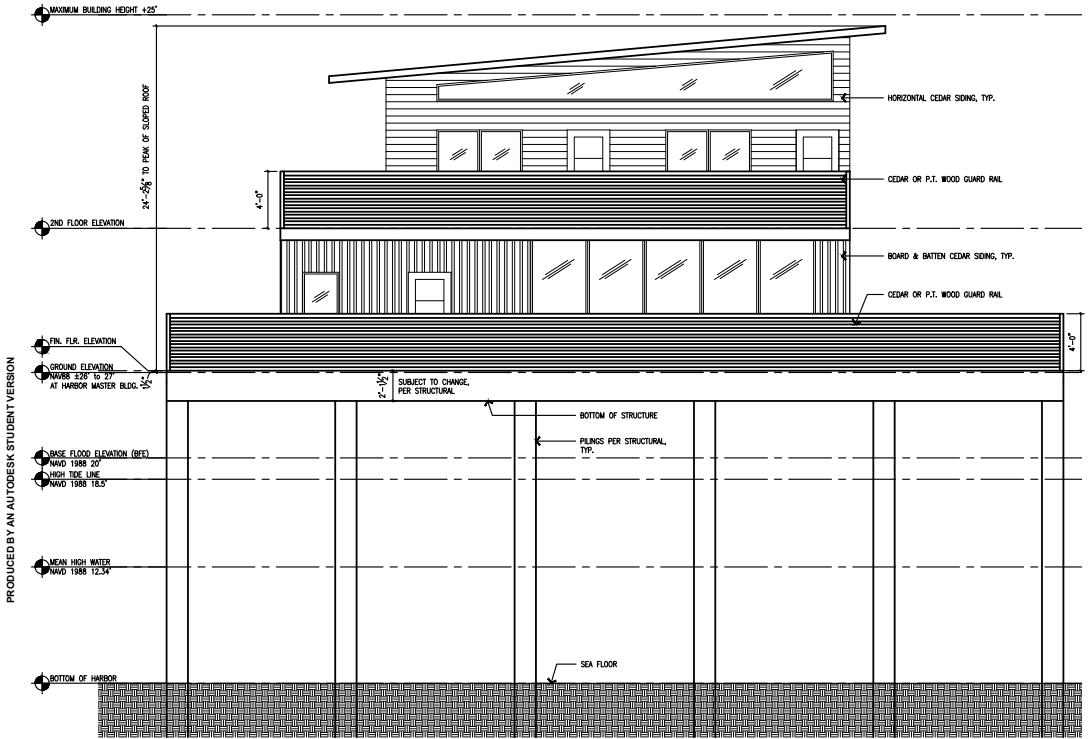 MAXIMUM BUILDING HEIGHT +25'
24'-2⅝" TO PEAK OF SLOPED ROOF
HORIZONTAL CEDAR SIDING, TYP.
CEDAR OR P.T. WOOD GUARD RAIL
4'-0"
2ND FLOOR ELEVATION
BOARD & BATTEN CEDAR SIDING, TYP.
CEDAR OR P.T. WOOD GUARD RAIL
4'-0"
FIN. FLR. ELEVATION
GROUND ELEVATION
NAV88 ±26' to 27'
AT HARBOR MASTER BLDG.
1½"
2'-1½"
SUBJECT TO CHANGE,
PER STRUCTURAL
BOTTOM OF STRUCTURE
PILINGS PER STRUCTURAL,
TYP.
BASE FLOOD ELEVATION (BFE)
NAVD 1988 20'
HIGH TIDE LINE
NAVD 1988 18.5'
MEAN HIGH WATER
NAVD 1988 12.34'
SEA FLOOR
BOTTOM OF HARBOR
PRODUCED BY AN AUTODESK STUDENT VERSION